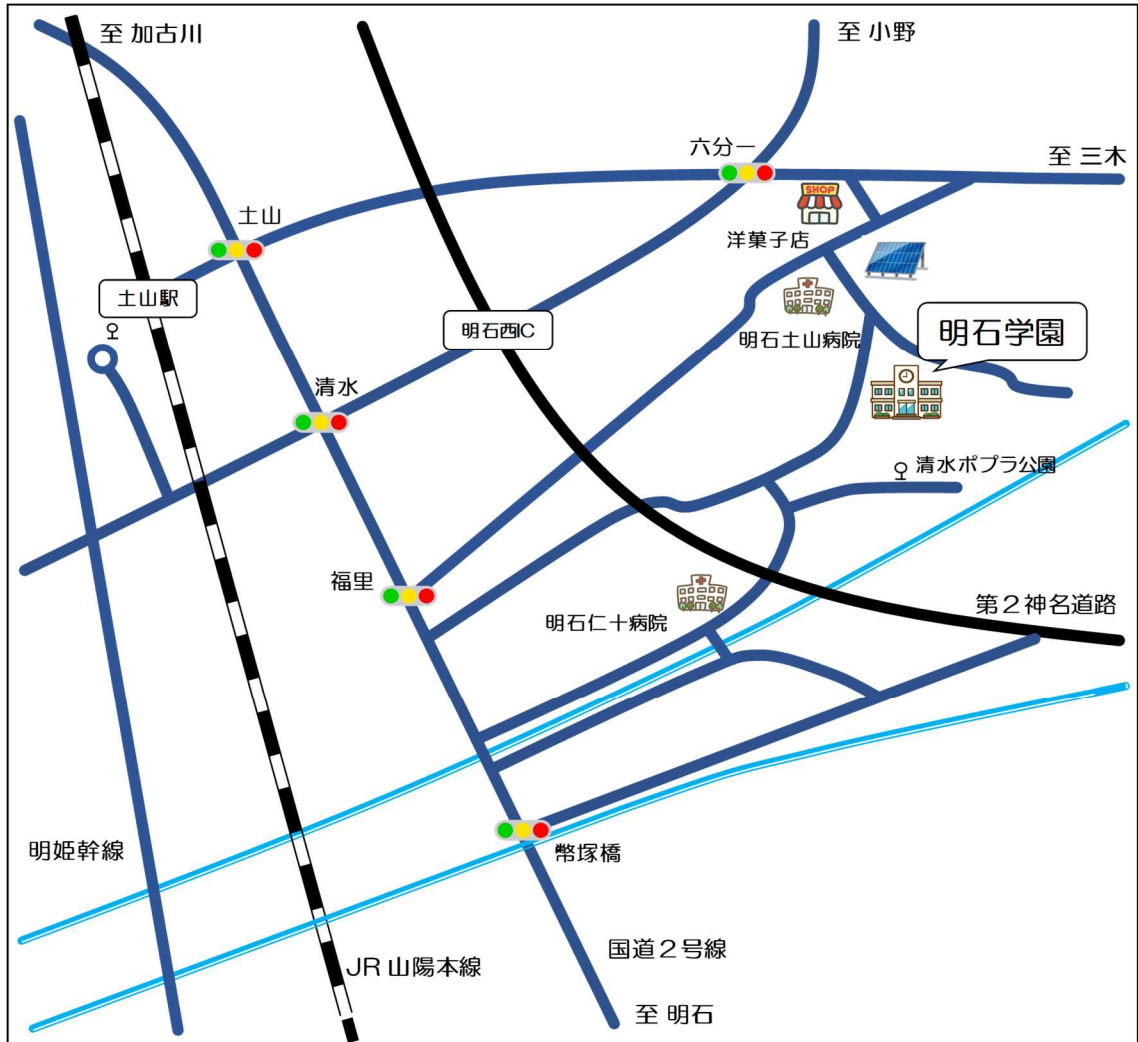 至 加古川
至 小野
六分一
至 三木
土山
SHOP
洋菓子店
土山駅
明石西IC
明石土山病院
明石学園
清水
清水ポプラ公園
福里
明石仁十病院
第2神名道路
明姫幹線
幣塚橋
国道2号線
JR 山陽本線
至 明石